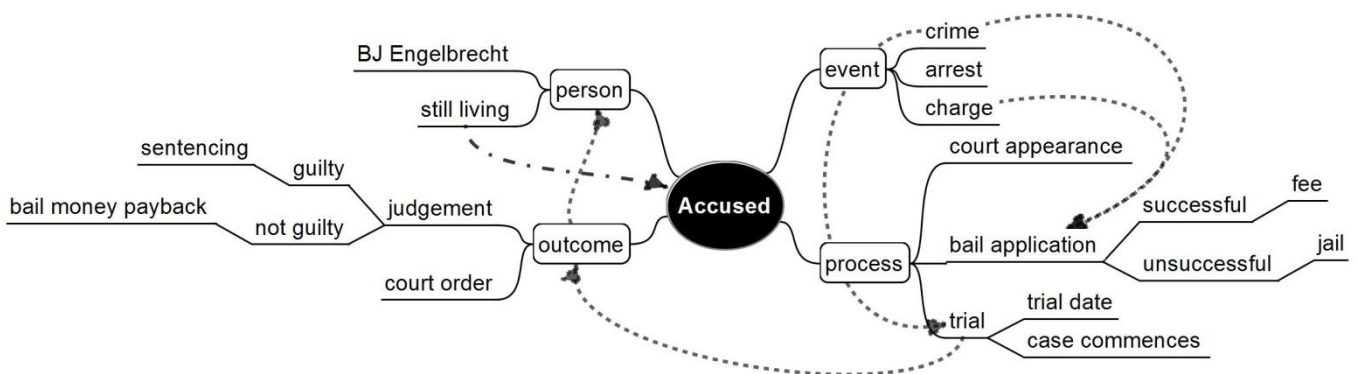 BJ Engelbrecht
person
still living
sentencing
guilty
bail money payback
not guilty
judgement
outcome
court order
Accused
event
crime
arrest
charge
process
court appearance
bail application
successful
fee
unsuccessful
jail
trial
trial date
case commences